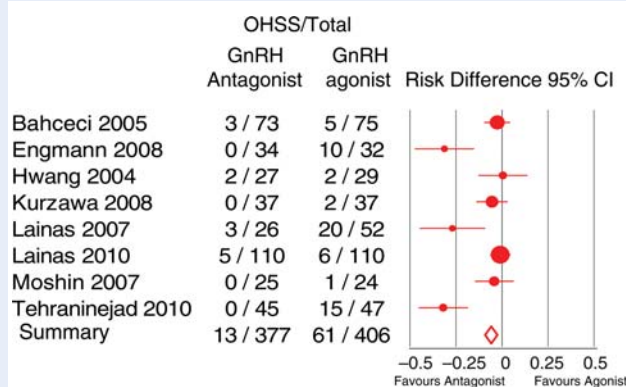 OHSS/Total
GnRH Antagonist GnRH agonist Risk Difference 95% CI
Bahceci 2005 3 / 73 5 / 75
Engmann 2008 0 / 34 10 / 32
Hwang 2004 2 / 27 2 / 29
Kurzawa 2008 0 / 37 2 / 37
Lainas 2007 3 / 26 20 / 52
Lainas 2010 5 / 110 6 / 110
Moshin 2007 0 / 25 1 / 24
Tehraninejad 2010 0 / 45 15 / 47
Summary 13 / 377 61 / 406
−0.5 −0.25 0 0.25 0.5
Favours Antagonist Favours Agonist